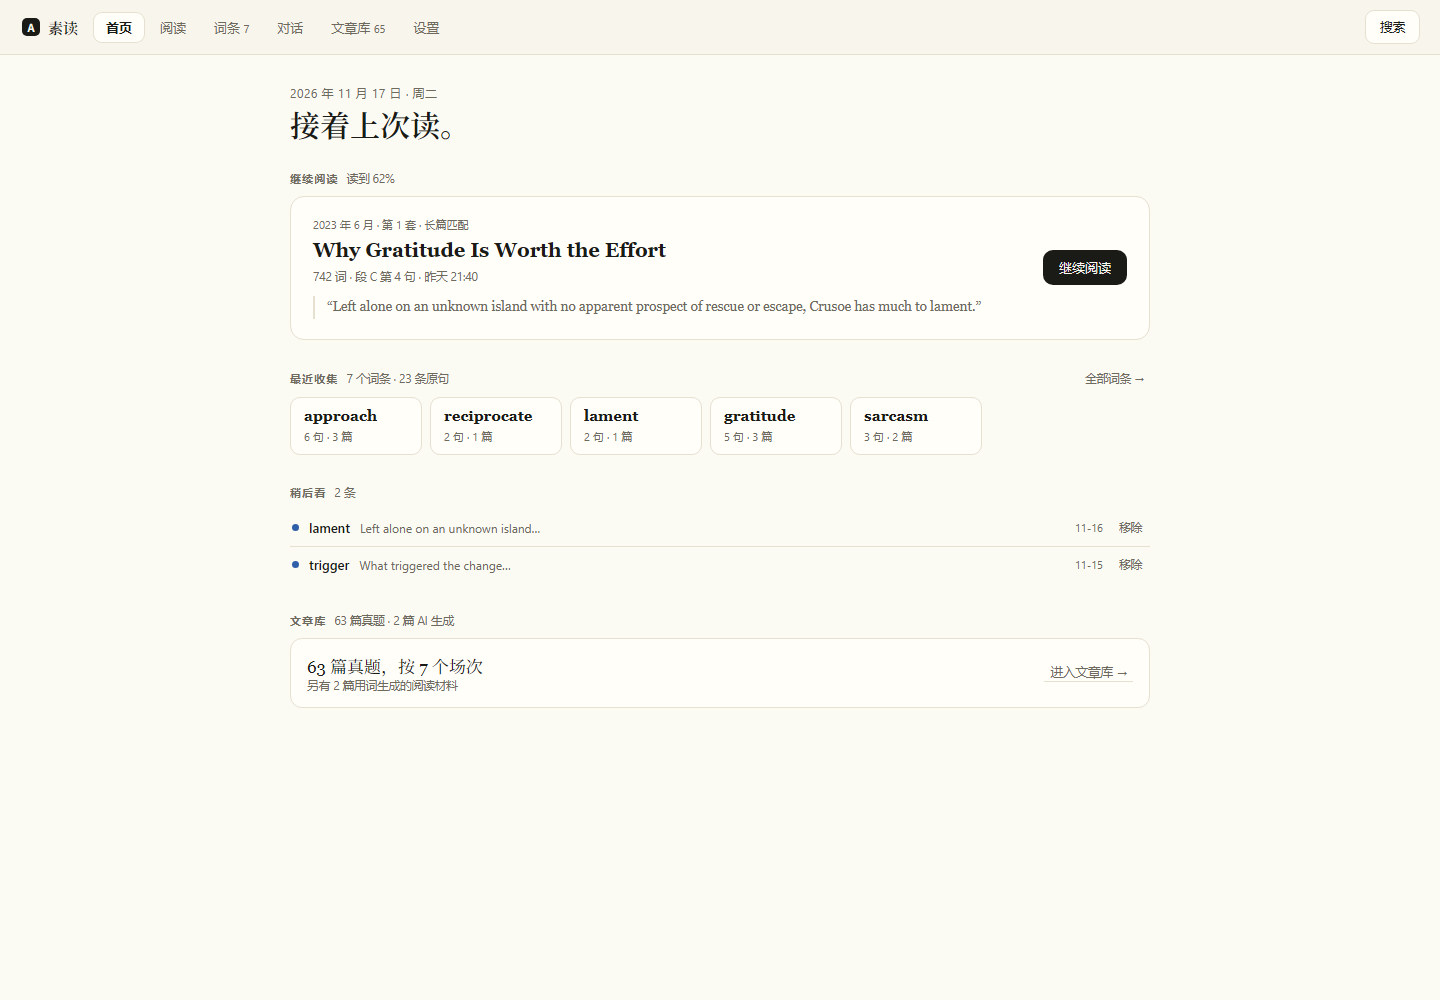 A 素读 首页 阅读 词条 7 对话 文章库 65 设置 搜索
2026 年 11 月 17 日 · 周二
接着上次读。
继续阅读 读到 62%
2023 年 6 月 · 第 1 套 · 长篇匹配
Why Gratitude Is Worth the Effort
742 词 · 段 C 第 4 句 · 昨天 21:40
“Left alone on an unknown island with no apparent prospect of rescue or escape, Crusoe has much to lament.”
继续阅读
最近收集 7 个词条 · 23 条原句 全部词条 →
approach
6 句 · 3 篇
reciprocate
2 句 · 1 篇
lament
2 句 · 1 篇
gratitude
5 句 · 3 篇
sarcasm
3 句 · 2 篇
稍后看 2 条
lament Left alone on an unknown island... 11-16 移除
trigger What triggered the change... 11-15 移除
文章库 63 篇真题 · 2 篇 AI 生成
63 篇真题，按 7 个场次
另有 2 篇用词生成的阅读材料
进入文章库 →